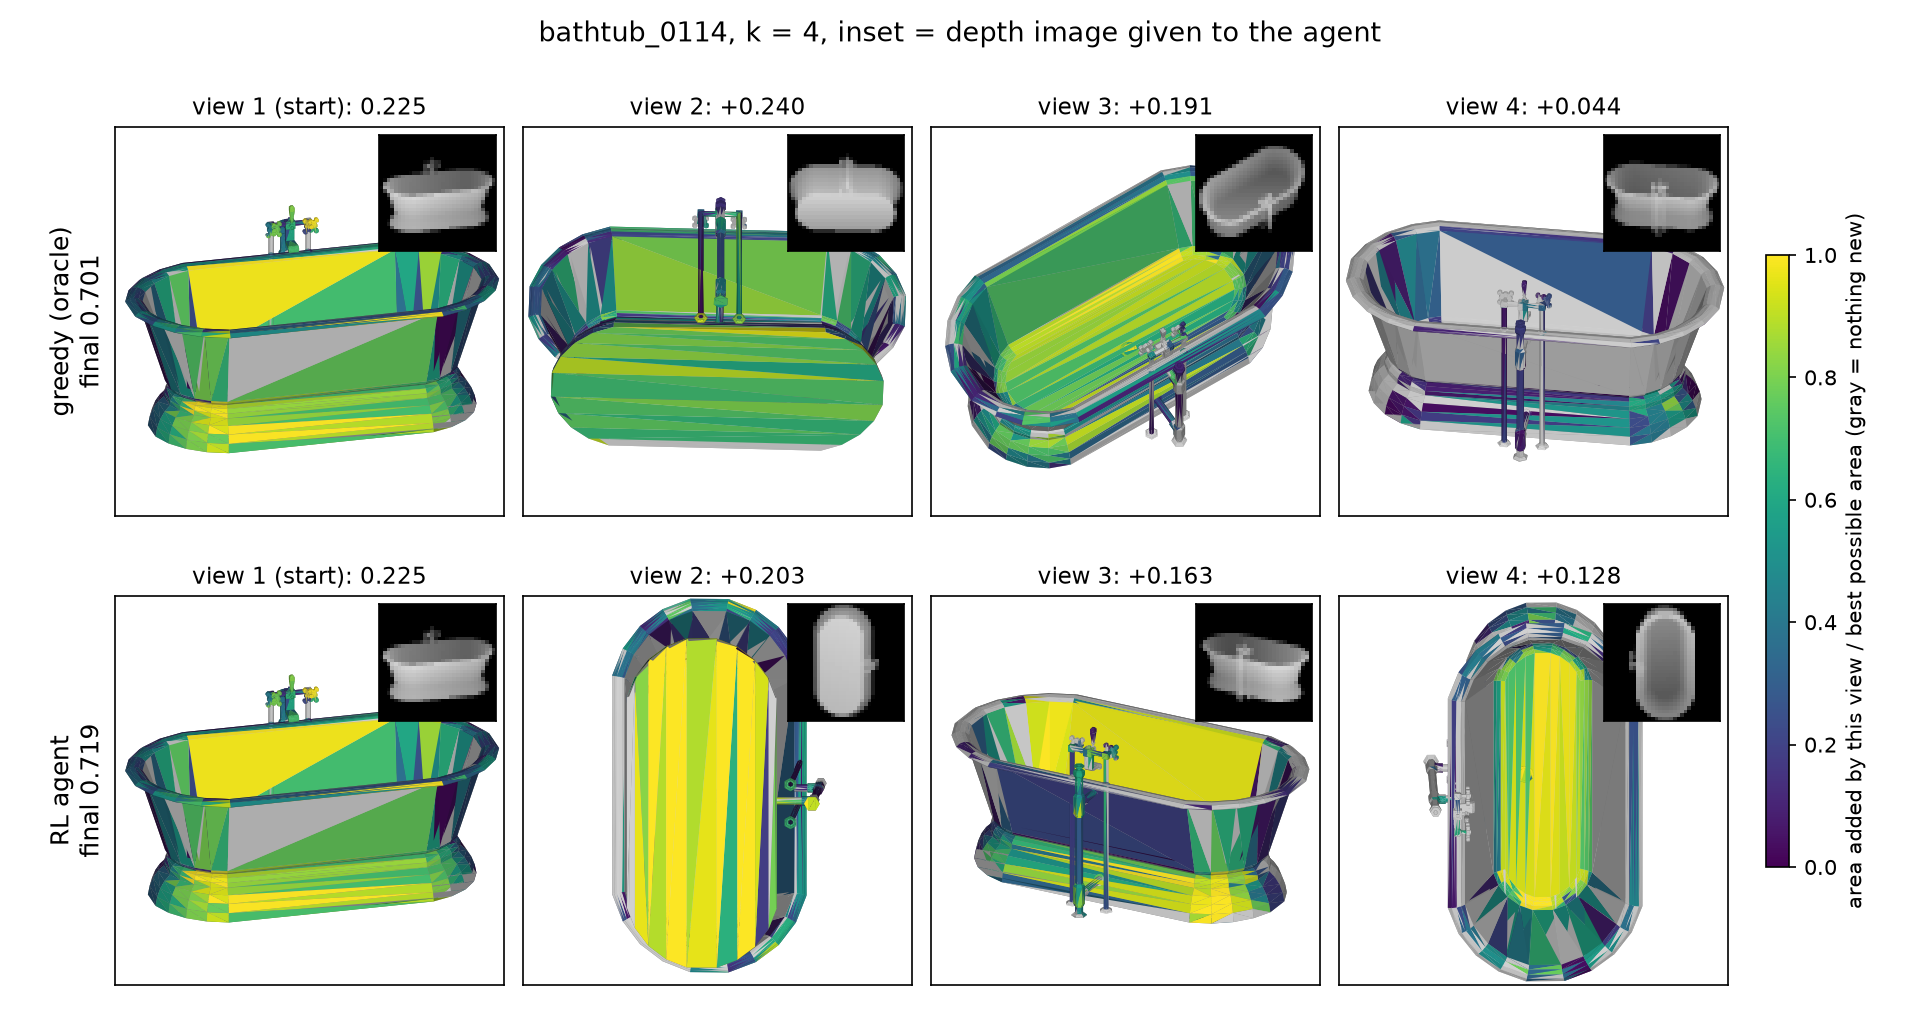 bathtub_0114, k = 4, inset = depth image given to the agent
view 1 (start): 0.225
view 2: +0.240
view 3: +0.191
view 4: +0.044
greedy (oracle)
final 0.701
view 1 (start): 0.225
view 2: +0.203
view 3: +0.163
view 4: +0.128
RL agent
final 0.719
1.0
0.8
0.6
0.4
0.2
0.0
area added by this view / best possible area (gray = nothing new)